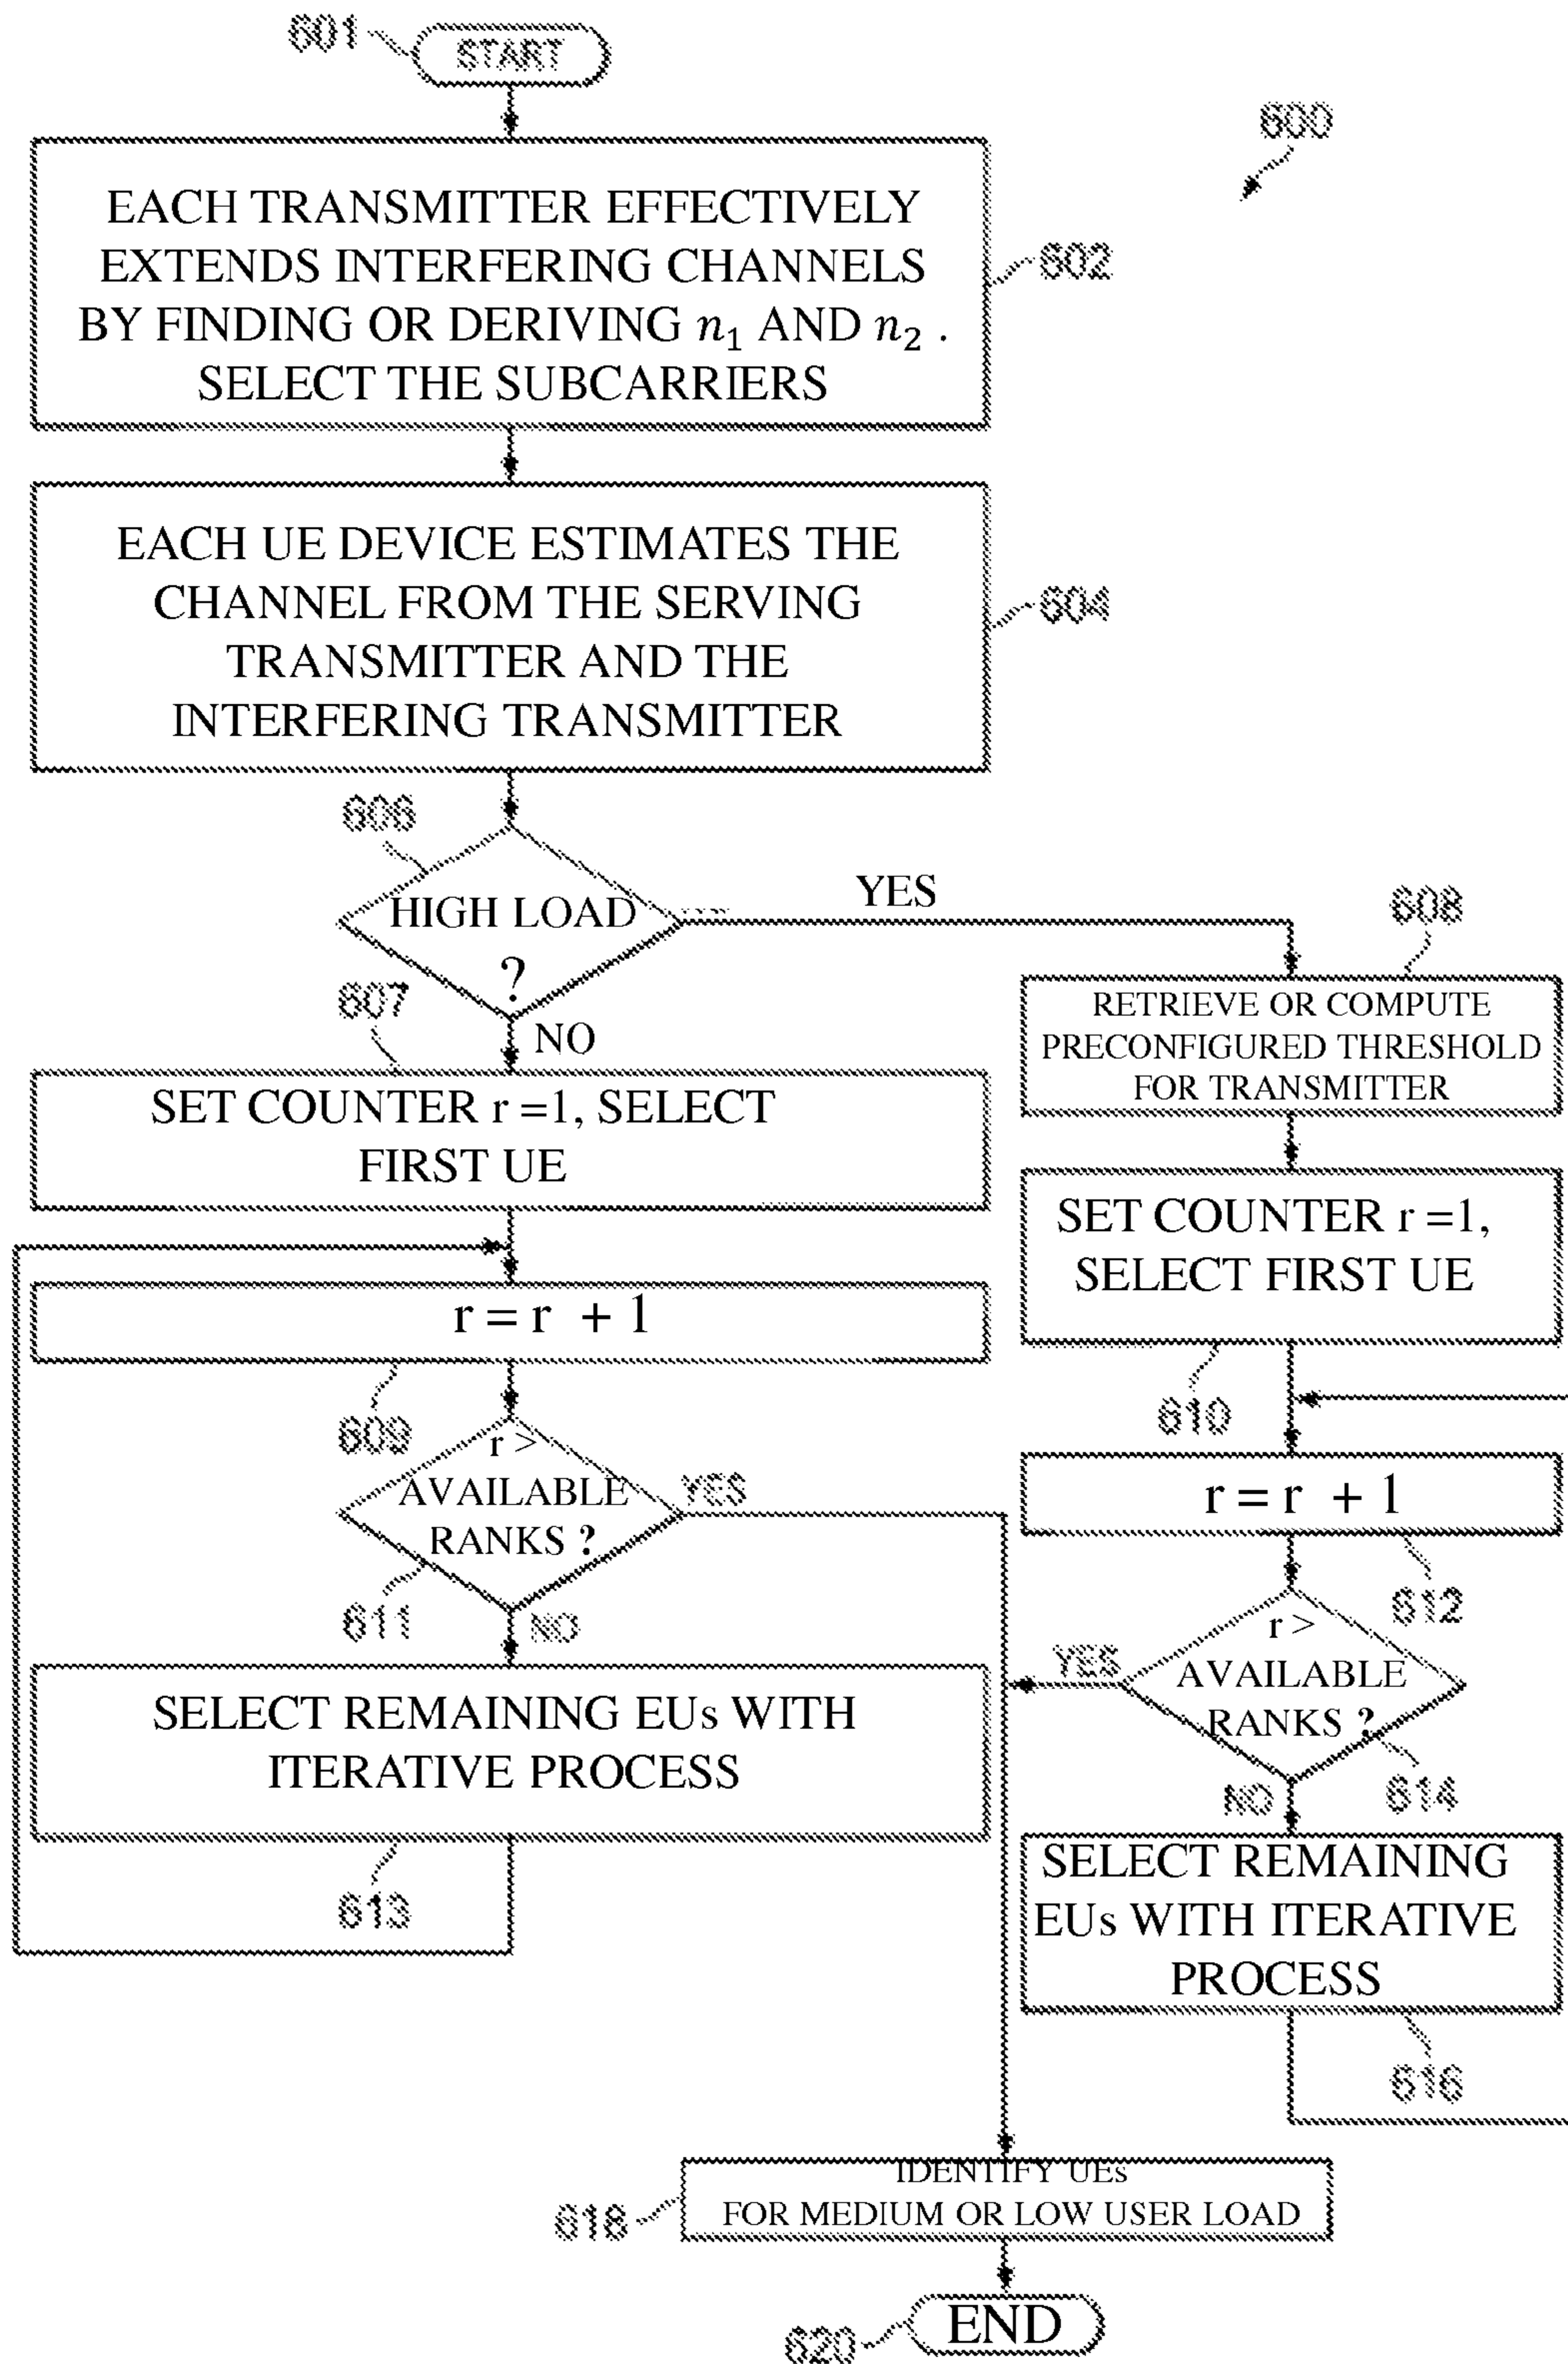 601
START
600
EACH TRANSMITTER EFFECTIVELY
EXTENDS INTERFERING CHANNELS
BY FINDING OR DERIVING n₁ AND n₂ .
SELECT THE SUBCARRIERS
602
EACH UE DEVICE ESTIMATES THE
CHANNEL FROM THE SERVING
TRANSMITTER AND THE
INTERFERING TRANSMITTER
604
606
HIGH LOAD
?
YES
NO
607
SET COUNTER r =1, SELECT
FIRST UE
r = r + 1
609
r >
AVAILABLE
RANKS ?
YES
611
NO
SELECT REMAINING EUs WITH
ITERATIVE PROCESS
613
608
RETRIEVE OR COMPUTE
PRECONFIGURED THRESHOLD
FOR TRANSMITTER
SET COUNTER r =1,
SELECT FIRST UE
610
r = r + 1
612
r >
AVAILABLE
RANKS ?
YES
614
NO
SELECT REMAINING
EUs WITH ITERATIVE
PROCESS
616
IDENTIFY UEs
FOR MEDIUM OR LOW USER LOAD
618
END
620